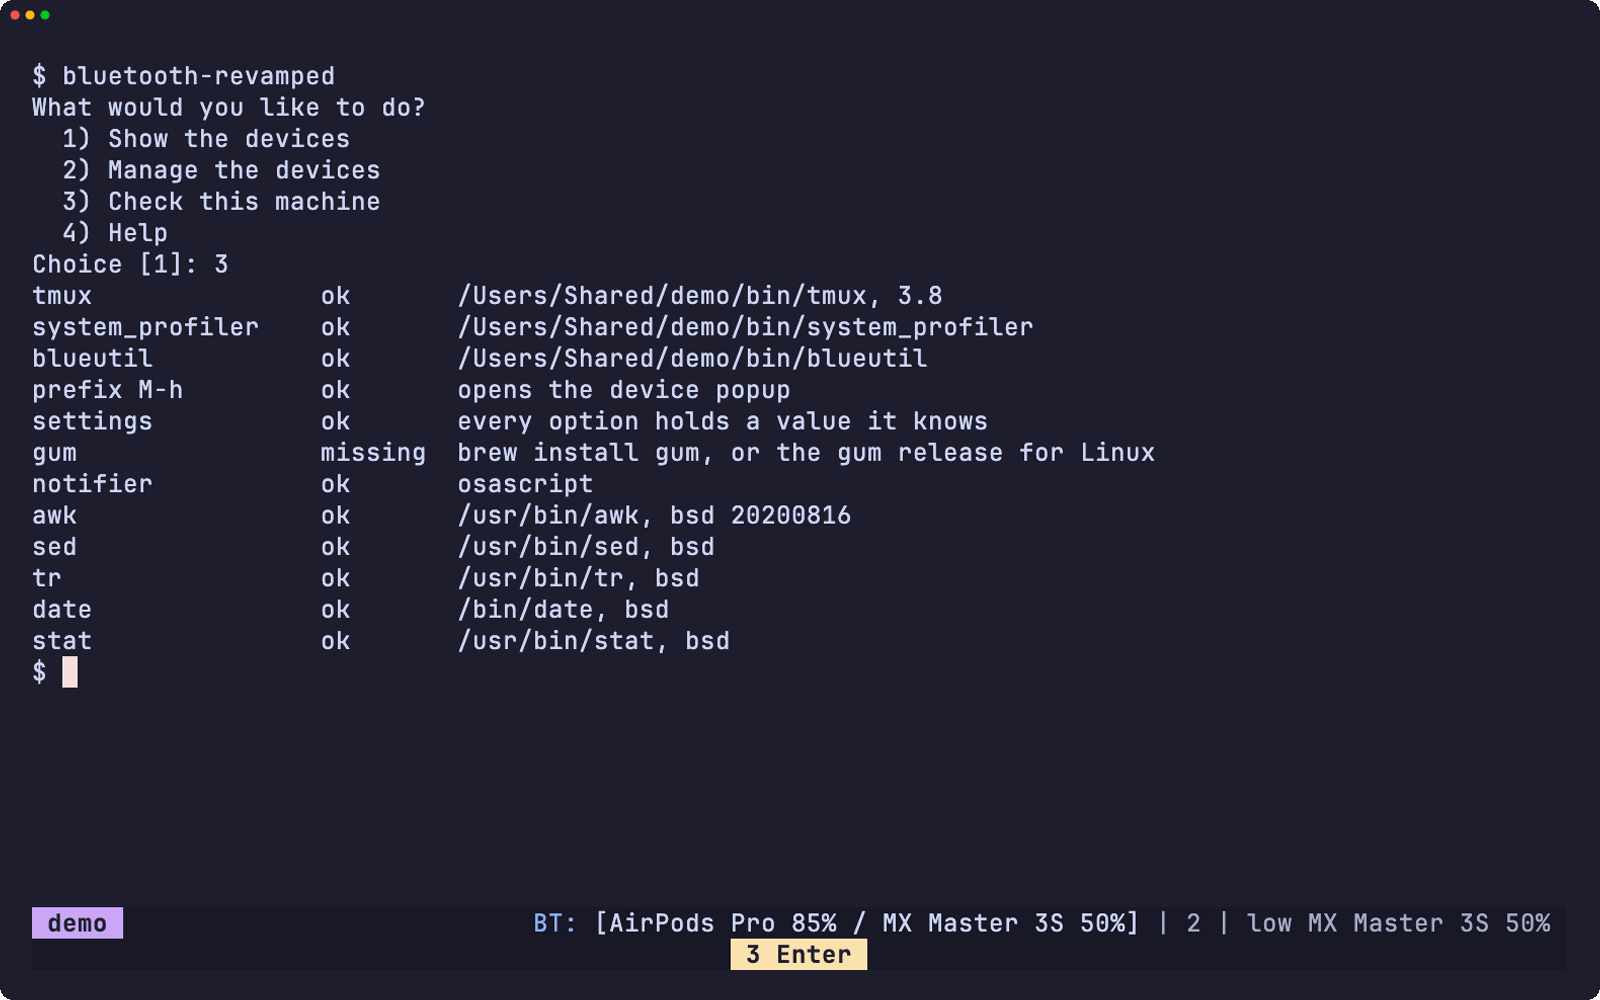 $ bluetooth-revamped
What would you like to do?
  1) Show the devices
  2) Manage the devices
  3) Check this machine
  4) Help
Choice [1]: 3
tmux               ok       /Users/Shared/demo/bin/tmux, 3.8
system_profiler    ok       /Users/Shared/demo/bin/system_profiler
blueutil           ok       /Users/Shared/demo/bin/blueutil
prefix M-h         ok       opens the device popup
settings           ok       every option holds a value it knows
gum                missing  brew install gum, or the gum release for Linux
notifier           ok       osascript
awk                ok       /usr/bin/awk, bsd 20200816
sed                ok       /usr/bin/sed, bsd
tr                 ok       /usr/bin/tr, bsd
date               ok       /bin/date, bsd
stat               ok       /usr/bin/stat, bsd
$
demo BT: [AirPods Pro 85% / MX Master 3S 50%] | 2 | low MX Master 3S 50%
3 Enter